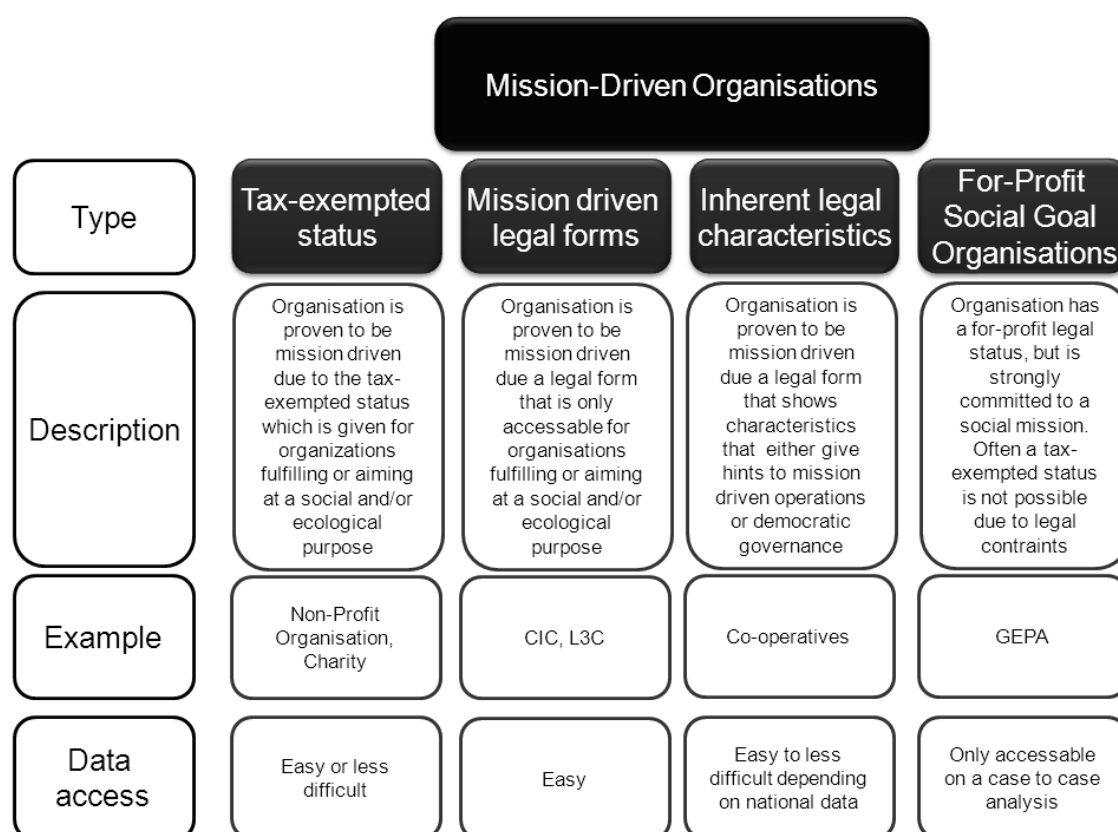 Mission-Driven Organisations
Type
Tax-exempted
status
Mission driven
legal forms
Inherent legal
characteristics
For-Profit
Social Goal
Organisations
Description
Organisation is
proven to be
mission driven
due to the tax-
exempted status
which is given for
organizations
fulfilling or aiming
at a social and/or
ecological
purpose
Organisation is
proven to be
mission driven
due a legal form
that is only
accessable for
organisations
fulfilling or aiming
at a social and/or
ecological
purpose
Organisation is
proven to be
mission driven
due a legal form
that shows
characteristics
that either give
hints to mission
driven operations
or democratic
governance
Organisation has
a for-profit legal
status, but is
strongly
committed to a
social mission.
Often a tax-
exempted status
is not possible
due to legal
contraints
Example
Non-Profit
Organisation,
Charity
CIC, L3C
Co-operatives
GEPA
Data
access
Easy or less
difficult
Easy
Easy to less
difficult depending
on national data
Only accessable
on a case to case
analysis